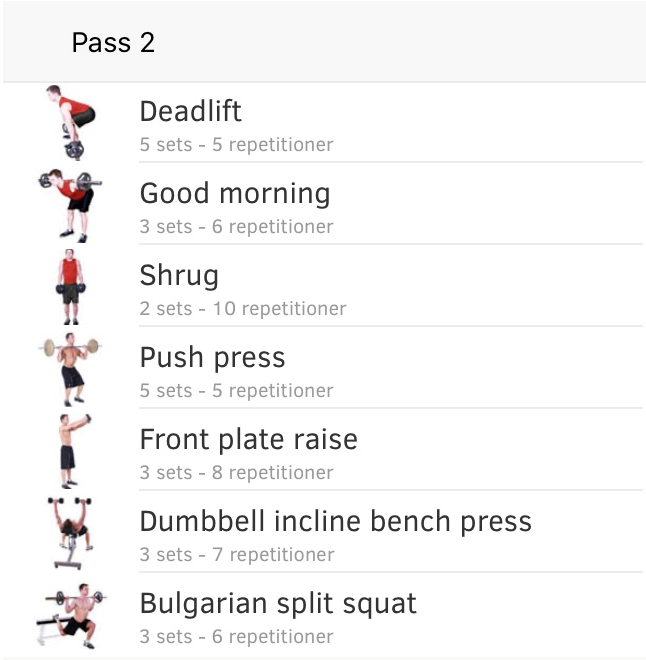 Pass 2
Deadlift
5 sets - 5 repetitioner
Good morning
3 sets - 6 repetitioner
Shrug
2 sets - 10 repetitioner
Push press
5 sets - 5 repetitioner
Front plate raise
3 sets - 8 repetitioner
Dumbbell incline bench press
3 sets - 7 repetitioner
Bulgarian split squat
3 sets - 6 repetitioner